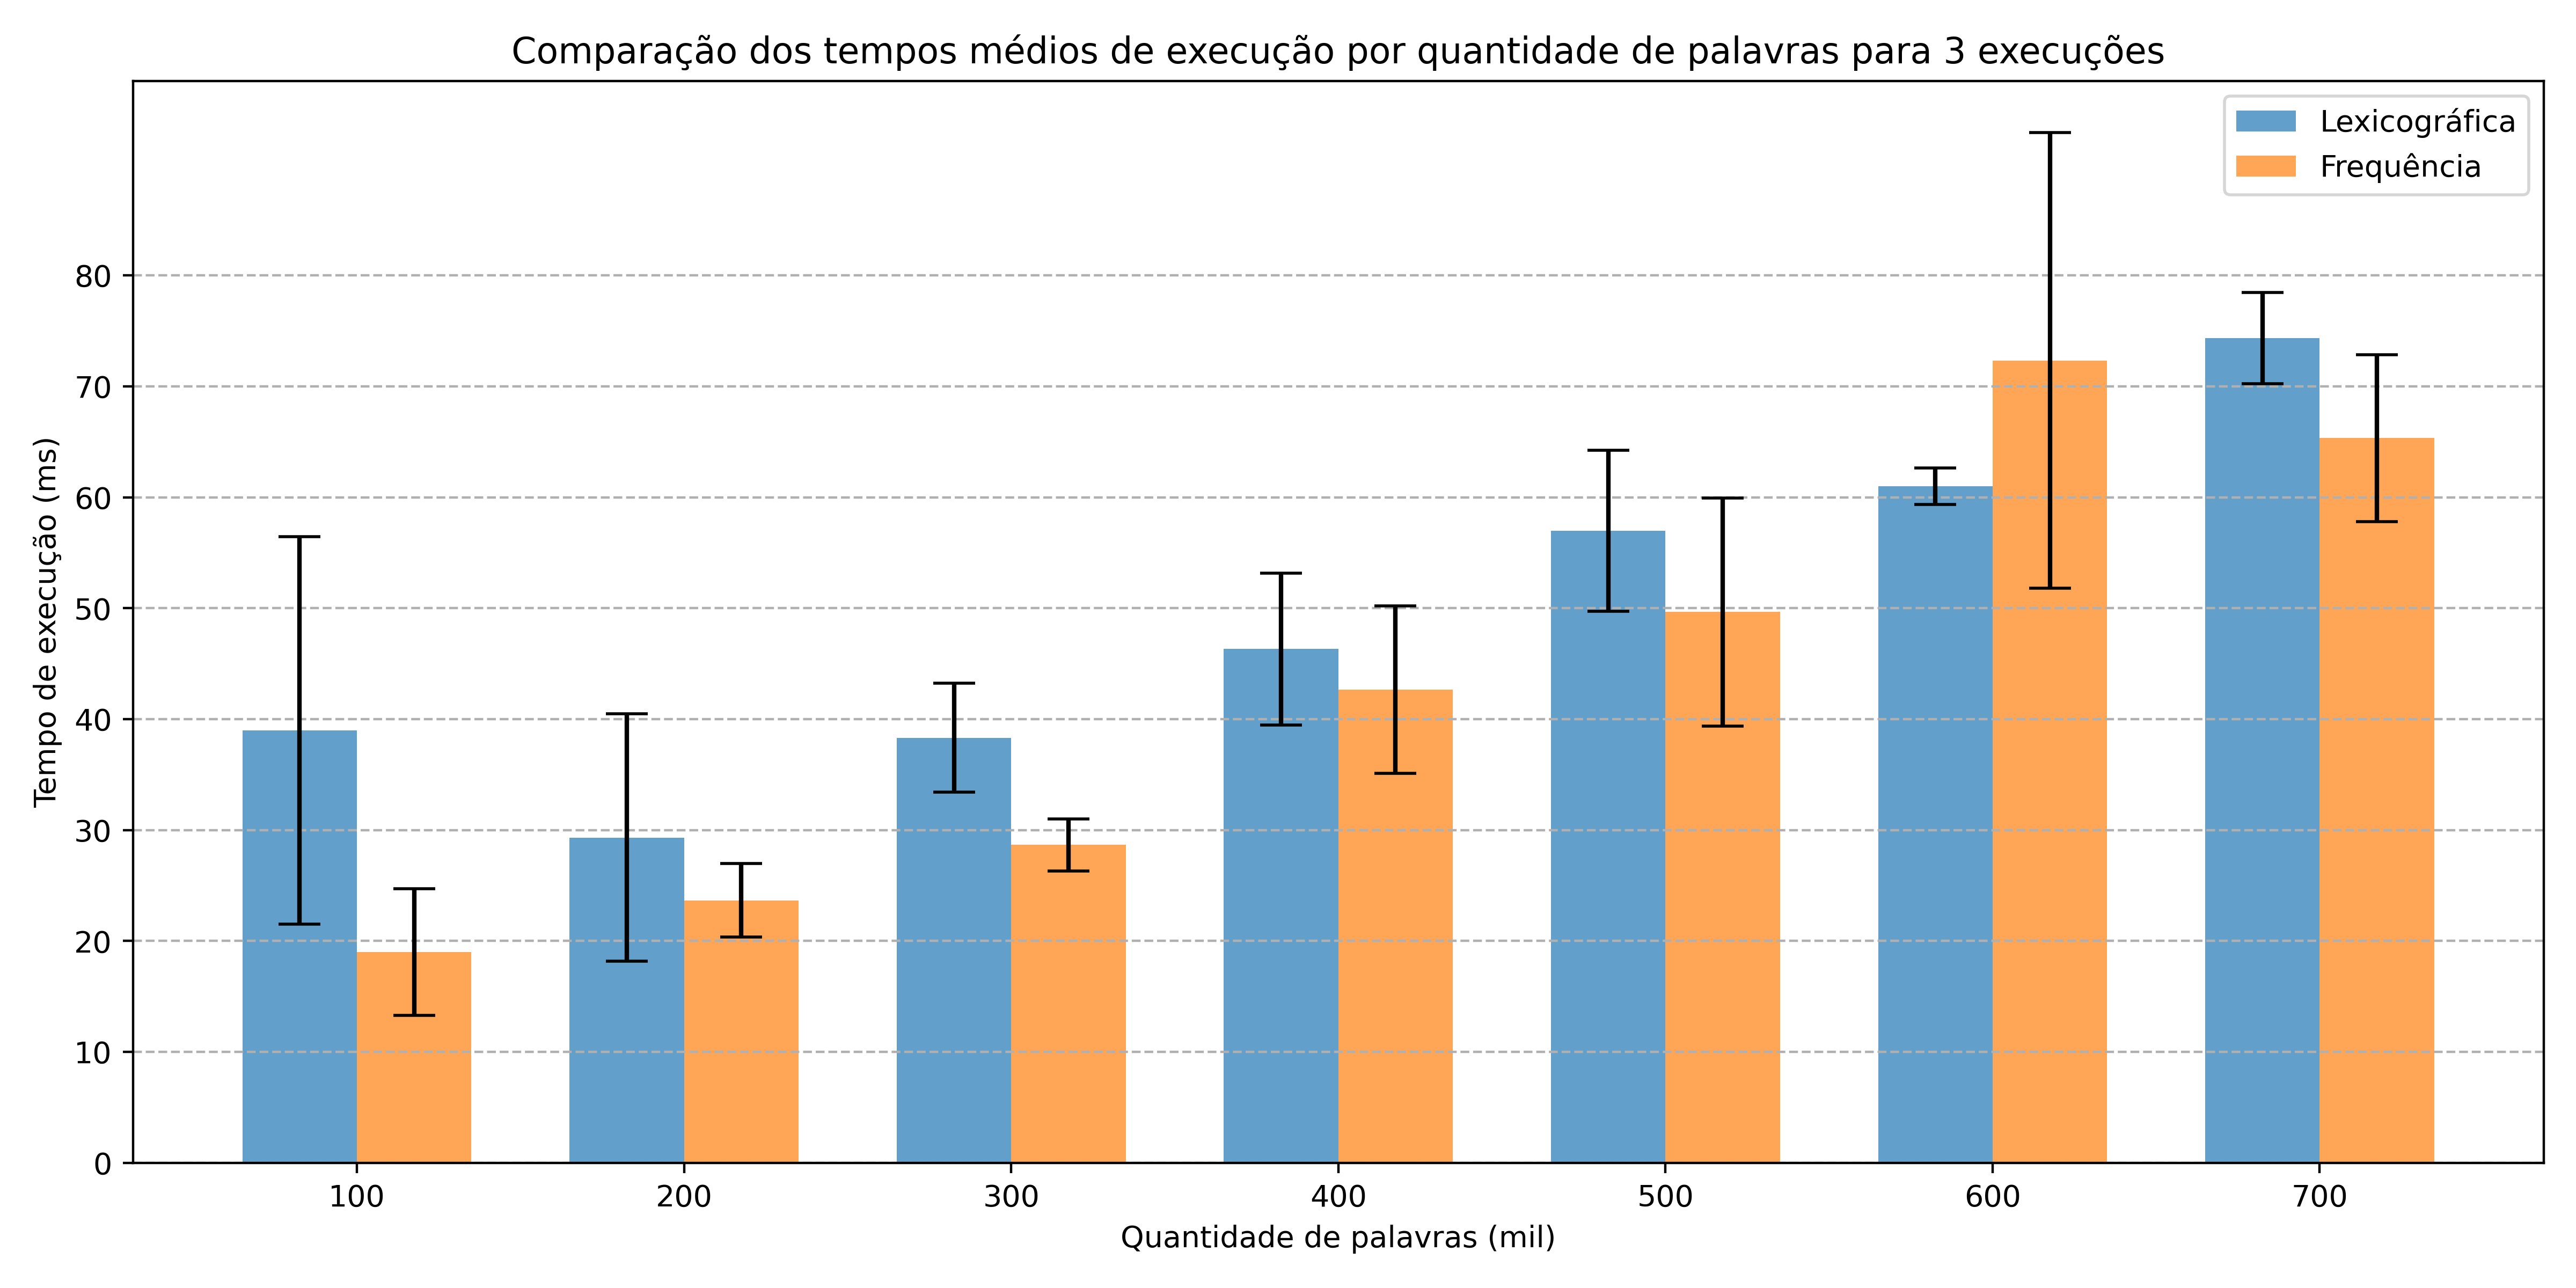 Comparação dos tempos médios de execução por quantidade de palavras para 3 execuções
Lexicográfica
Frequência
Tempo de execução (ms)
80
70
60
50
40
30
20
10
0
100 200 300 400 500 600 700
Quantidade de palavras (mil)